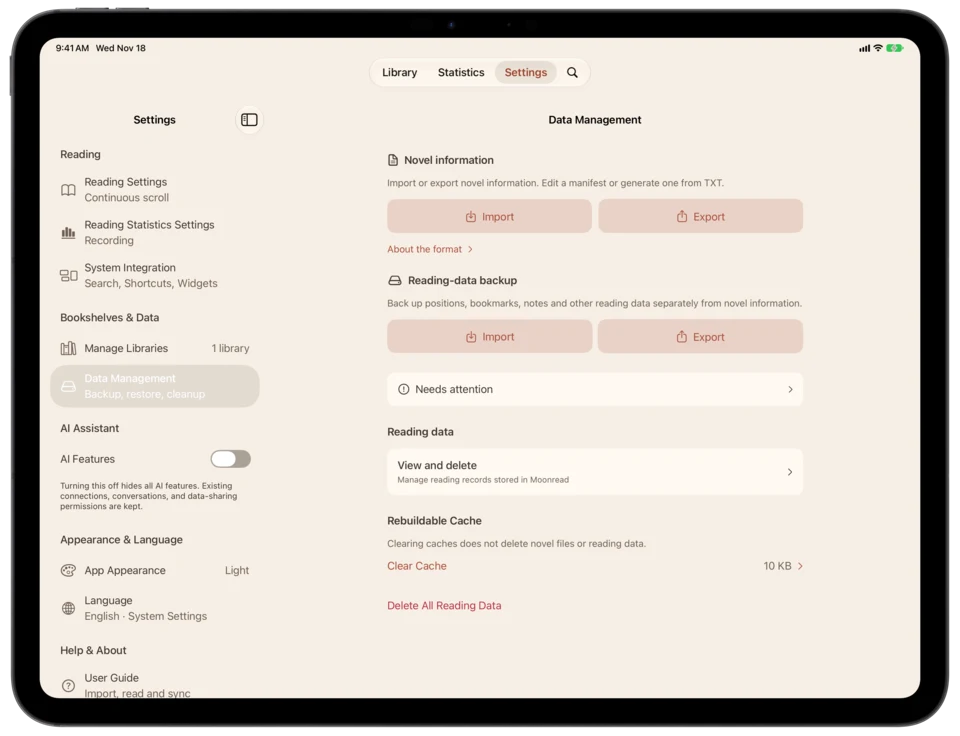 9:41 AM Wed Nov 18
Library Statistics Settings
Settings
Reading
Reading Settings
Continuous scroll
Reading Statistics Settings
Recording
System Integration
Search, Shortcuts, Widgets
Bookshelves & Data
Manage Libraries 1 library
Data Management
Backup, restore, cleanup
AI Assistant
AI Features
Turning this off hides all AI features. Existing
connections, conversations, and data-sharing
permissions are kept.
Appearance & Language
App Appearance Light
Language
English · System Settings
Help & About
User Guide
Import, read and sync
Data Management
Novel information
Import or export novel information. Edit a manifest or generate one from TXT.
Import Export
About the format
Reading-data backup
Back up positions, bookmarks, notes and other reading data separately from novel information.
Import Export
Needs attention
Reading data
View and delete
Manage reading records stored in Moonread
Rebuildable Cache
Clearing caches does not delete novel files or reading data.
Clear Cache 10 KB
Delete All Reading Data